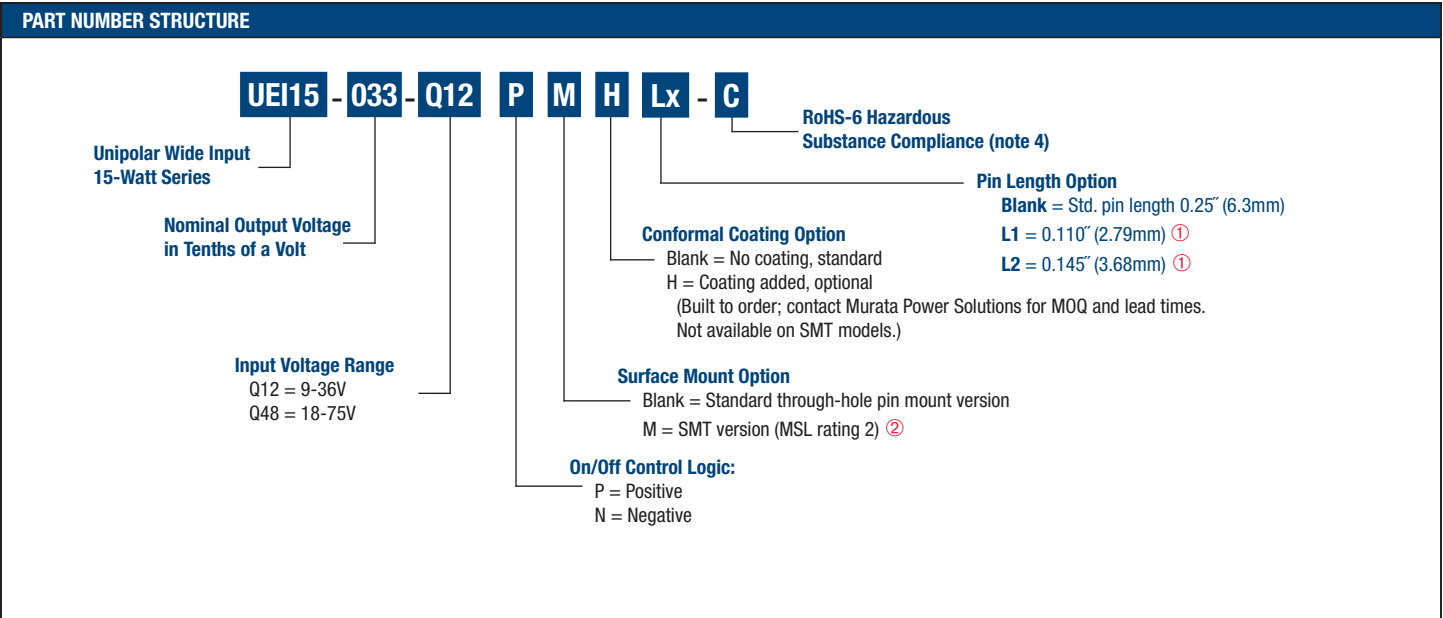 PART NUMBER STRUCTURE
UEI15 - 033 - Q12 P M H Lx - C
RoHS-6 Hazardous
Substance Compliance (note 4)
Unipolar Wide Input
15-Watt Series
Pin Length Option
Blank = Std. pin length 0.25˝ (6.3mm)
L1 = 0.110˝ (2.79mm) ①
L2 = 0.145˝ (3.68mm) ①
Nominal Output Voltage
in Tenths of a Volt
Conformal Coating Option
Blank = No coating, standard
H = Coating added, optional
(Built to order; contact Murata Power Solutions for MOQ and lead times.
Not available on SMT models.)
Input Voltage Range
Q12 = 9-36V
Q48 = 18-75V
Surface Mount Option
Blank = Standard through-hole pin mount version
M = SMT version (MSL rating 2) ②
On/Off Control Logic:
P = Positive
N = Negative